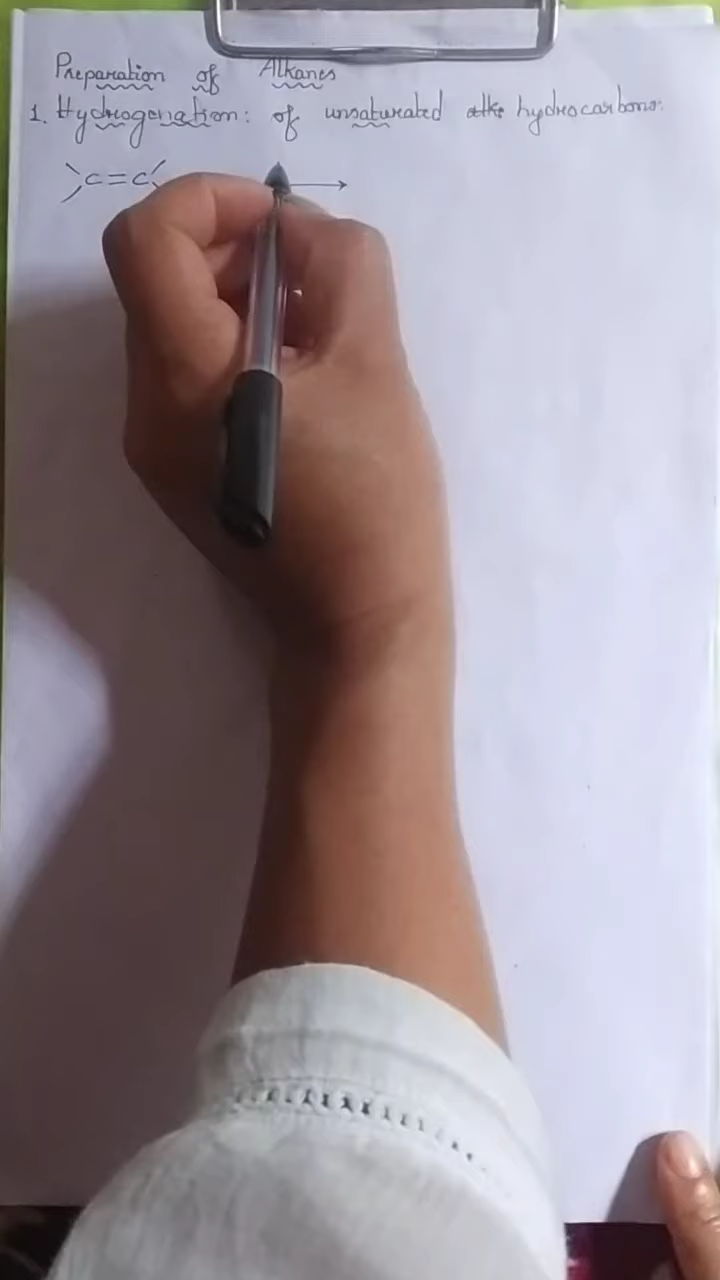 Preparation of Alkanes
1. Hydrogenation: of unsaturated hydrocarbons.
>C=C<